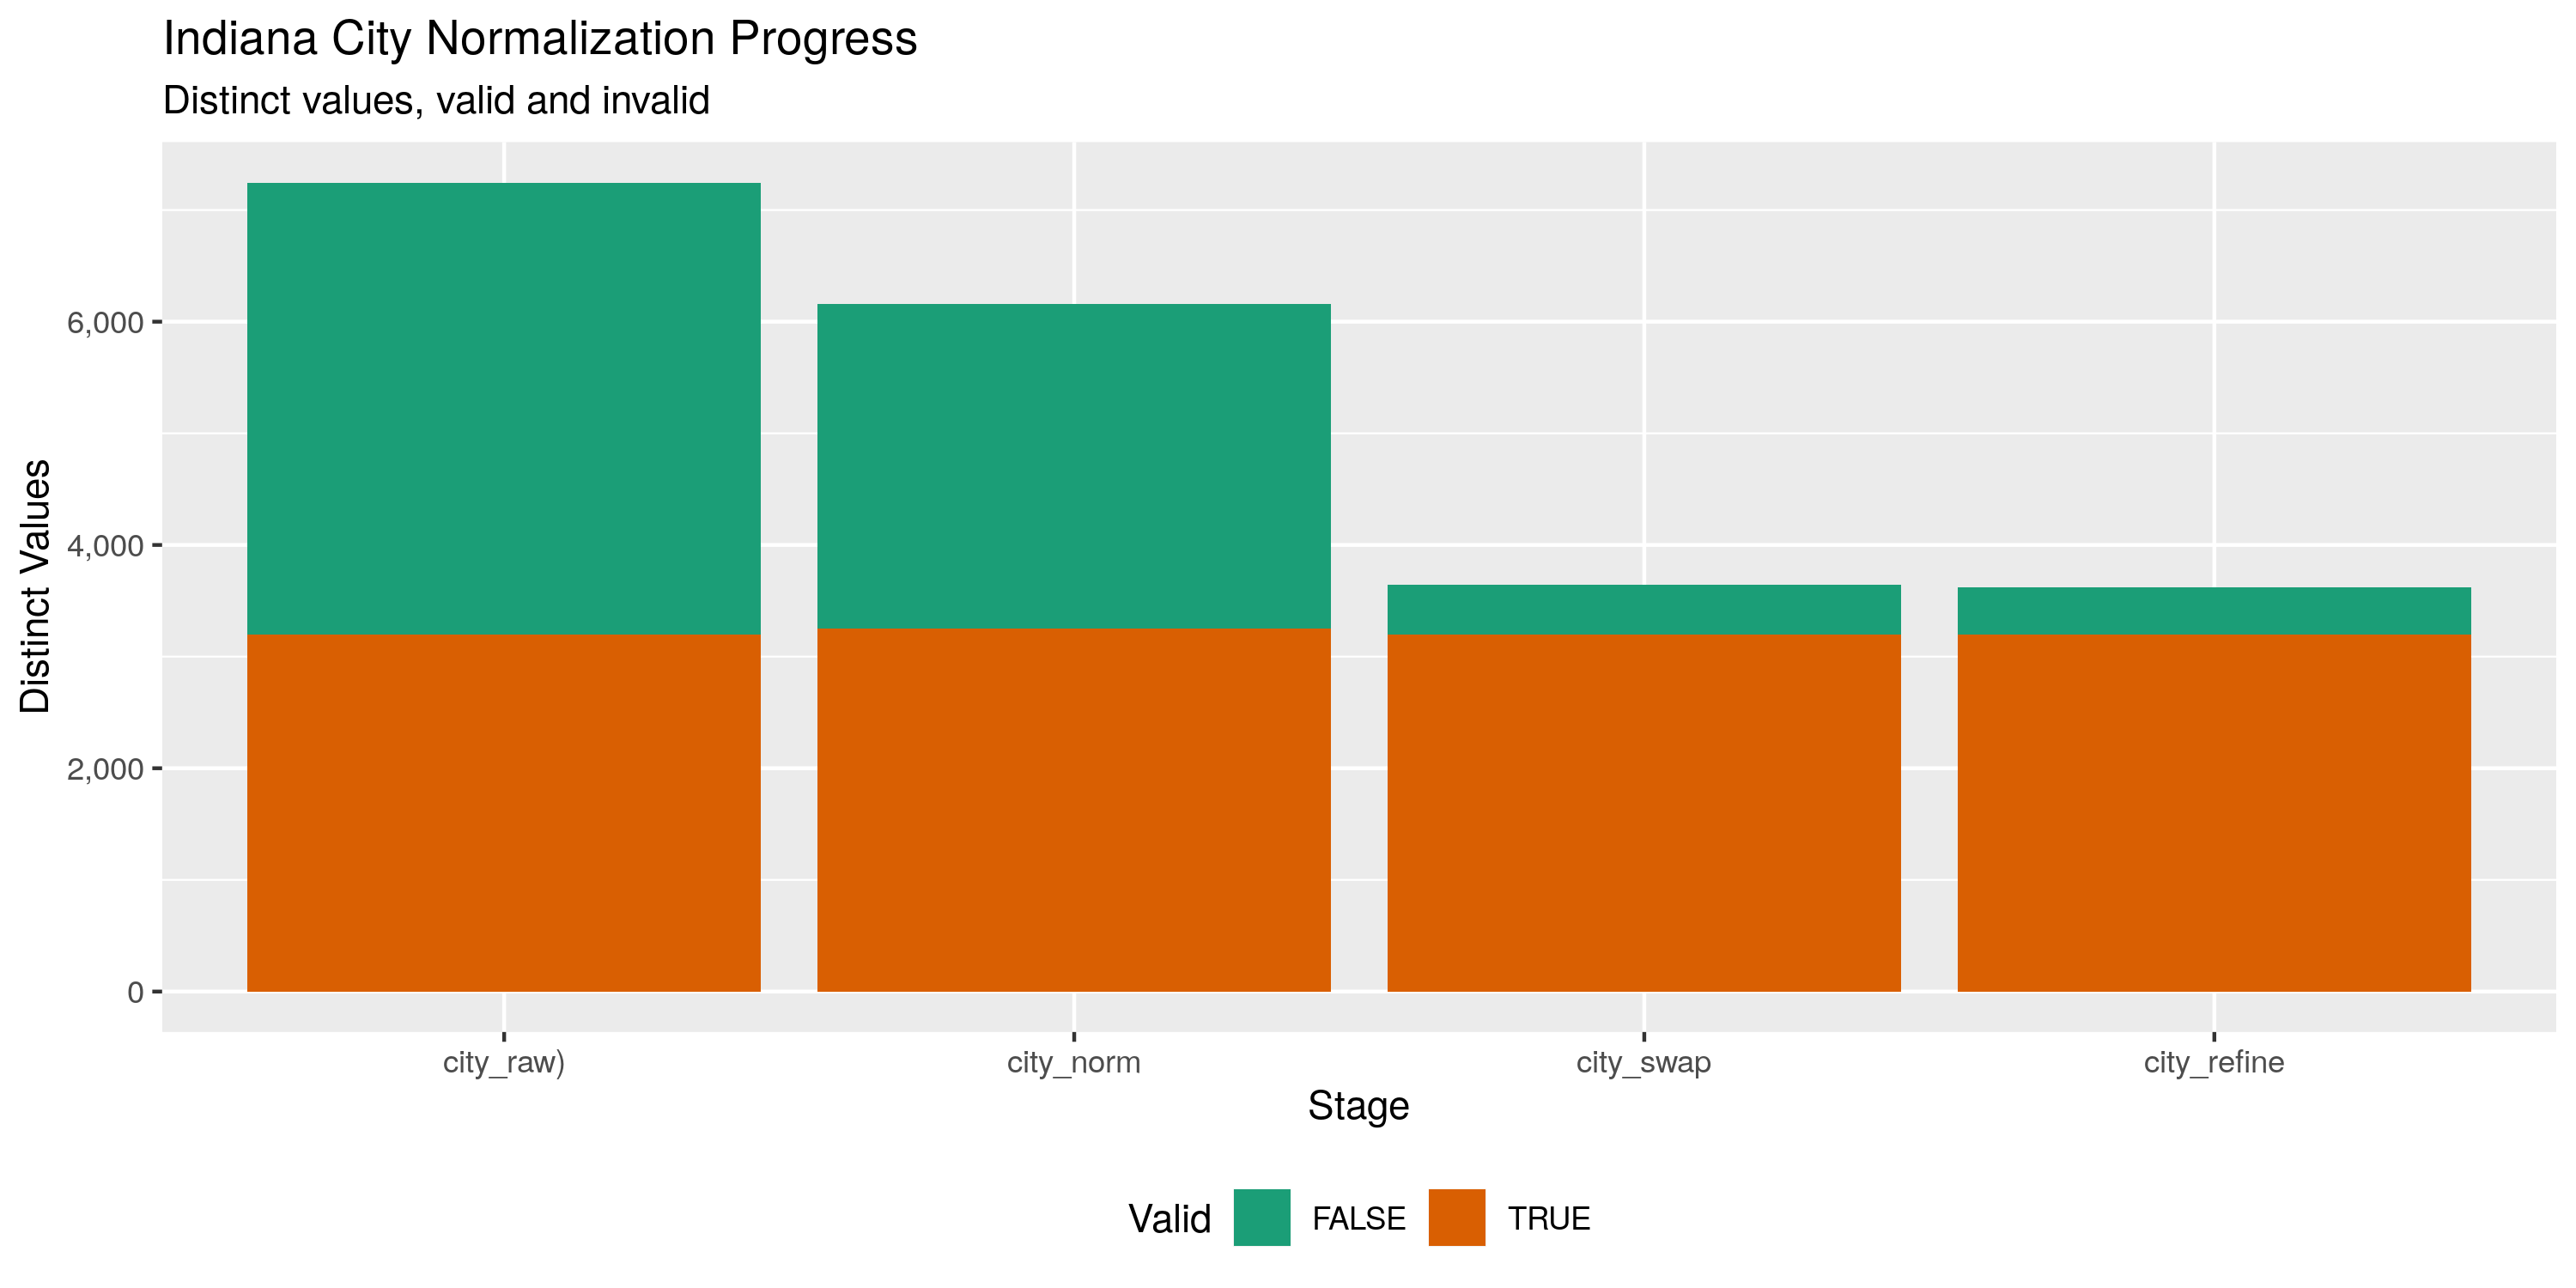 Indiana City Normalization Progress
Distinct values, valid and invalid
Distinct Values
6,000
4,000
2,000
0
city_raw)
city_norm
city_swap
city_refine
Stage
Valid
FALSE
TRUE